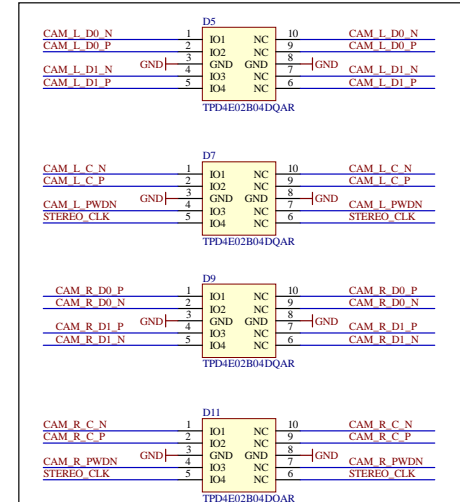 D5
CAM_L_D0_N 1 IO1 NC 10 CAM_L_D0_N
CAM_L_D0_P 2 IO2 NC 9 CAM_L_D0_P
GND 3 GND GND 8 GND
CAM_L_D1_N 4 IO3 NC 7 CAM_L_D1_N
CAM_L_D1_P 5 IO4 NC 6 CAM_L_D1_P
TPD4E02B04DQAR
D7
CAM_L_C_N 1 IO1 NC 10 CAM_L_C_N
CAM_L_C_P 2 IO2 NC 9 CAM_L_C_P
GND 3 GND GND 8 GND
CAM_L_PWDN 4 IO3 NC 7 CAM_L_PWDN
STEREO_CLK 5 IO4 NC 6 STEREO_CLK
TPD4E02B04DQAR
D9
CAM_R_D0_P 1 IO1 NC 10 CAM_R_D0_P
CAM_R_D0_N 2 IO2 NC 9 CAM_R_D0_N
GND 3 GND GND 8 GND
CAM_R_D1_P 4 IO3 NC 7 CAM_R_D1_P
CAM_R_D1_N 5 IO4 NC 6 CAM_R_D1_N
TPD4E02B04DQAR
D11
CAM_R_C_N 1 IO1 NC 10 CAM_R_C_N
CAM_R_C_P 2 IO2 NC 9 CAM_R_C_P
GND 3 GND GND 8 GND
CAM_R_PWDN 4 IO3 NC 7 CAM_R_PWDN
STEREO_CLK 5 IO4 NC 6 STEREO_CLK
TPD4E02B04DQAR